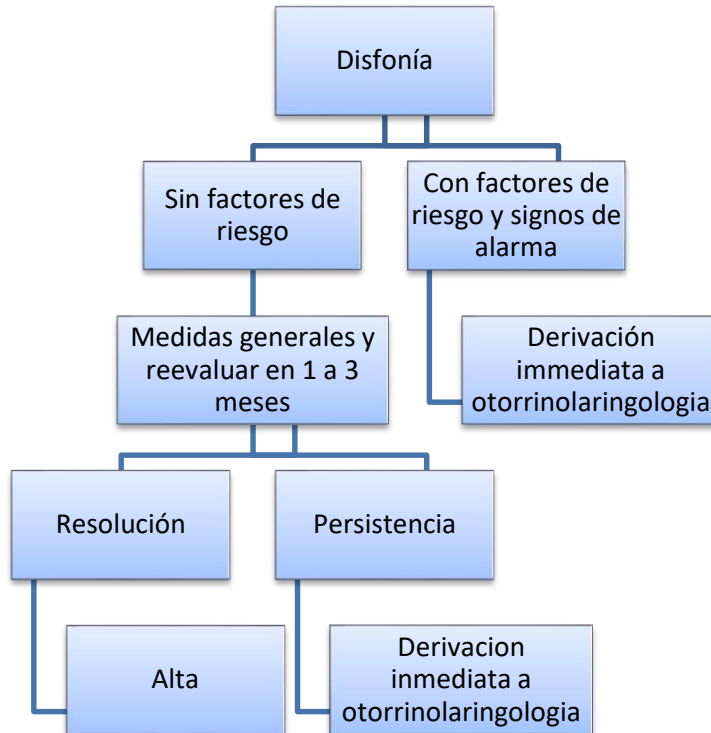 Disfonía
Sin factores de
riesgo
Con factores de
riesgo y signos de
alarma
Medidas generales y
reevaluar en 1 a 3
meses
Derivación
immediata a
otorrinolaringologia
Resolución
Persistencia
Alta
Derivacion
inmediata a
otorrinolaringologia